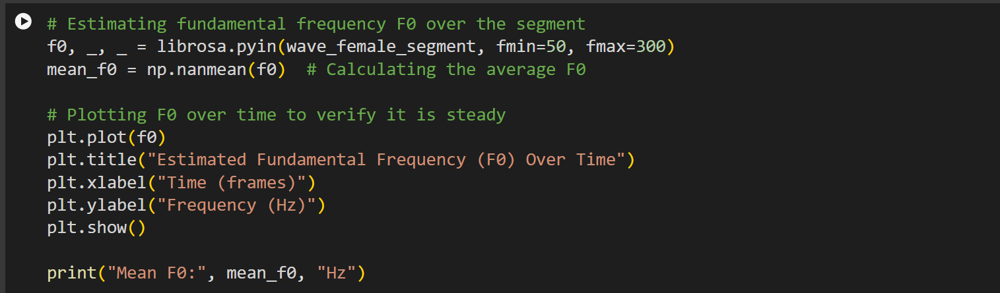 # Estimating fundamental frequency F0 over the segment
f0, _, _ = librosa.pyin(wave_female_segment, fmin=50, fmax=300)
mean_f0 = np.nanmean(f0)  # Calculating the average F0
# Plotting F0 over time to verify it is steady
plt.plot(f0)
plt.title("Estimated Fundamental Frequency (F0) Over Time")
plt.xlabel("Time (frames)")
plt.ylabel("Frequency (Hz)")
plt.show()
print("Mean F0:", mean_f0, "Hz")